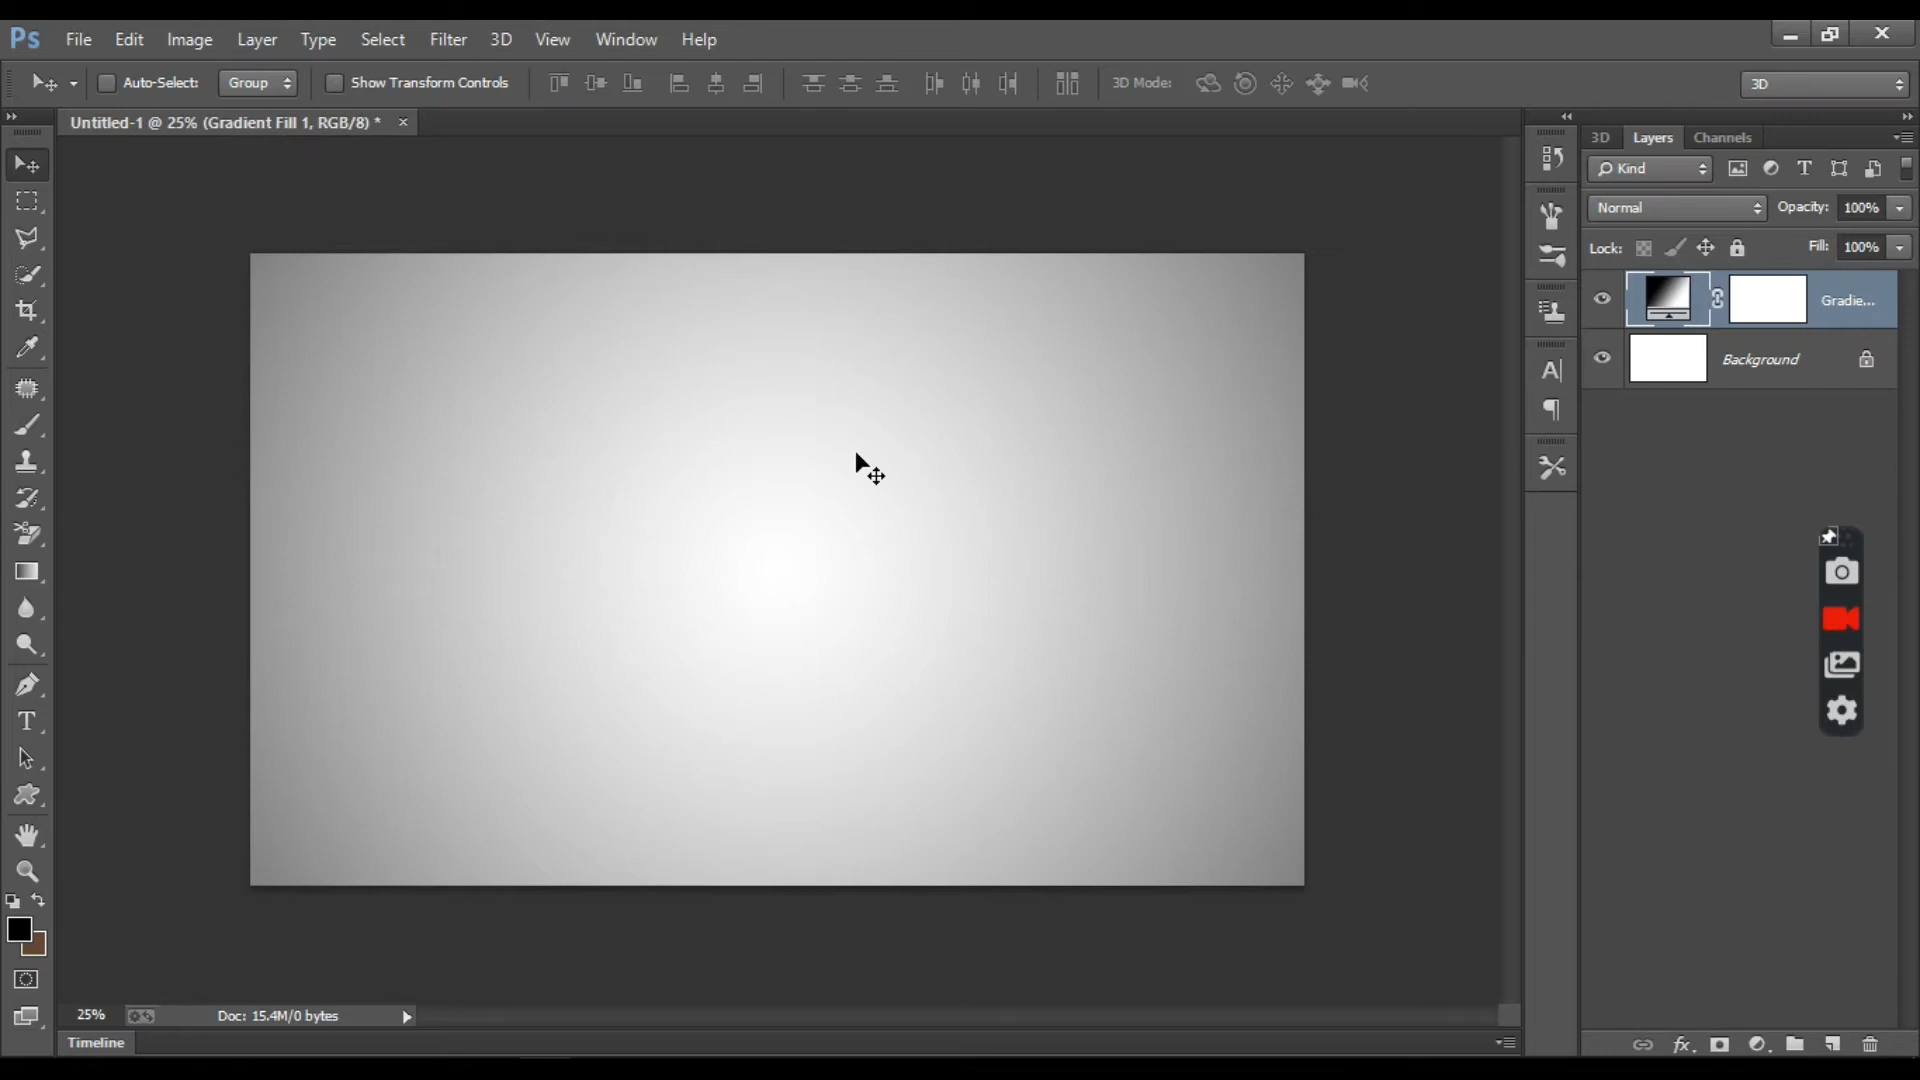 Ps File Edit Image Layer Type Select Filter 3D View Window Help
Auto-Select: Group Show Transform Controls 3D Mode: 3D
Untitled-1 @ 25% (Gradient Fill 1, RGB/8) * ×
3D Layers Channels
Kind
Normal Opacity: 100%
Lock: Fill: 100%
Gradie...
Background
25% Doc: 15.4M/0 bytes
Timeline